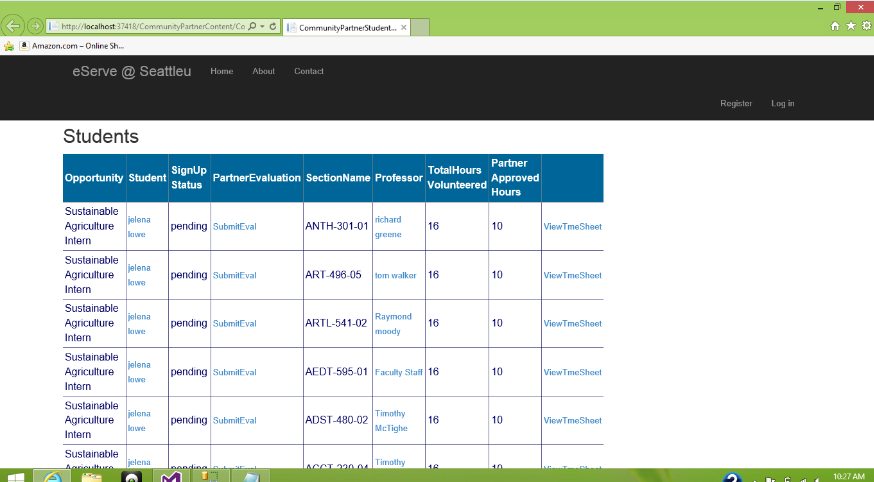 http://localhost:37418/CommunityPartnerContent/Co
CommunityPartnerStudent...
Amazon.com – Online Sh...
eServe @ Seattleu Home About Contact
Register Log in
Students
Opportunity Student SignUp Status PartnerEvaluation SectionName Professor TotalHours Volunteered Partner Approved Hours
Sustainable Agriculture Intern jelena lowe pending SubmitEval ANTH-301-01 richard greene 16 10 ViewTmeSheet
Sustainable Agriculture Intern jelena lowe pending SubmitEval ART-496-05 tom walker 16 10 ViewTmeSheet
Sustainable Agriculture Intern jelena lowe pending SubmitEval ARTL-541-02 Raymond moody 16 10 ViewTmeSheet
Sustainable Agriculture Intern jelena lowe pending SubmitEval AEDT-595-01 Faculty Staff 16 10 ViewTmeSheet
Sustainable Agriculture Intern jelena lowe pending SubmitEval ADST-480-02 Timothy McTighe 16 10 ViewTmeSheet
Sustainable Agriculture jelena pending SubmitEval Timothy 16 10 ViewTmeSheet
10:27 AM